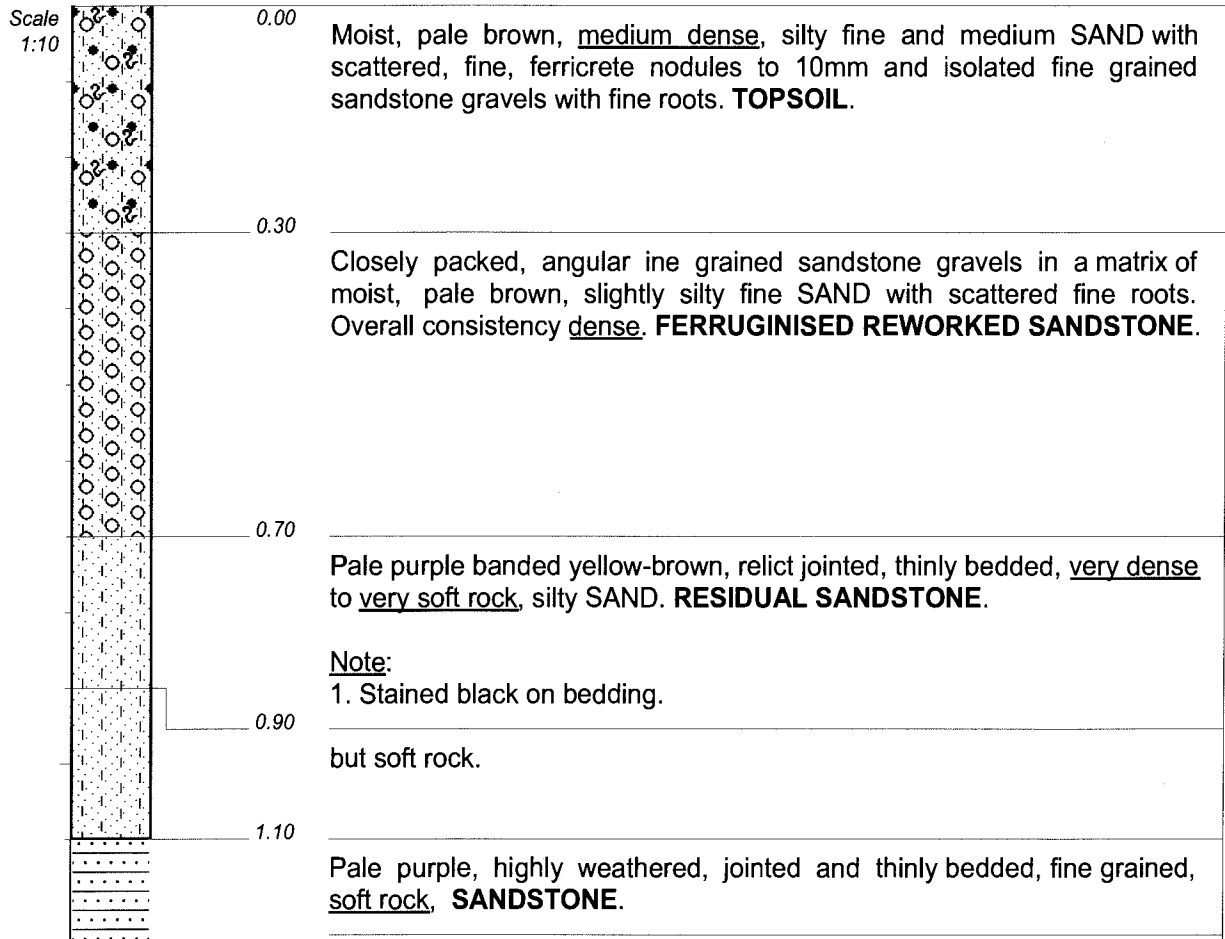 Scale
1:10
0.00
Moist, pale brown, medium dense, silty fine and medium SAND with
scattered, fine, ferricrete nodules to 10mm and isolated fine grained
sandstone gravels with fine roots. TOPSOIL.
0.30
Closely packed, angular ine grained sandstone gravels in a matrix of
moist, pale brown, slightly silty fine SAND with scattered fine roots.
Overall consistency dense. FERRUGINISED REWORKED SANDSTONE.
0.70
Pale purple banded yellow-brown, relict jointed, thinly bedded, very dense
to very soft rock, silty SAND. RESIDUAL SANDSTONE.
Note:
1. Stained black on bedding.
0.90
but soft rock.
1.10
Pale purple, highly weathered, jointed and thinly bedded, fine grained,
soft rock, SANDSTONE.